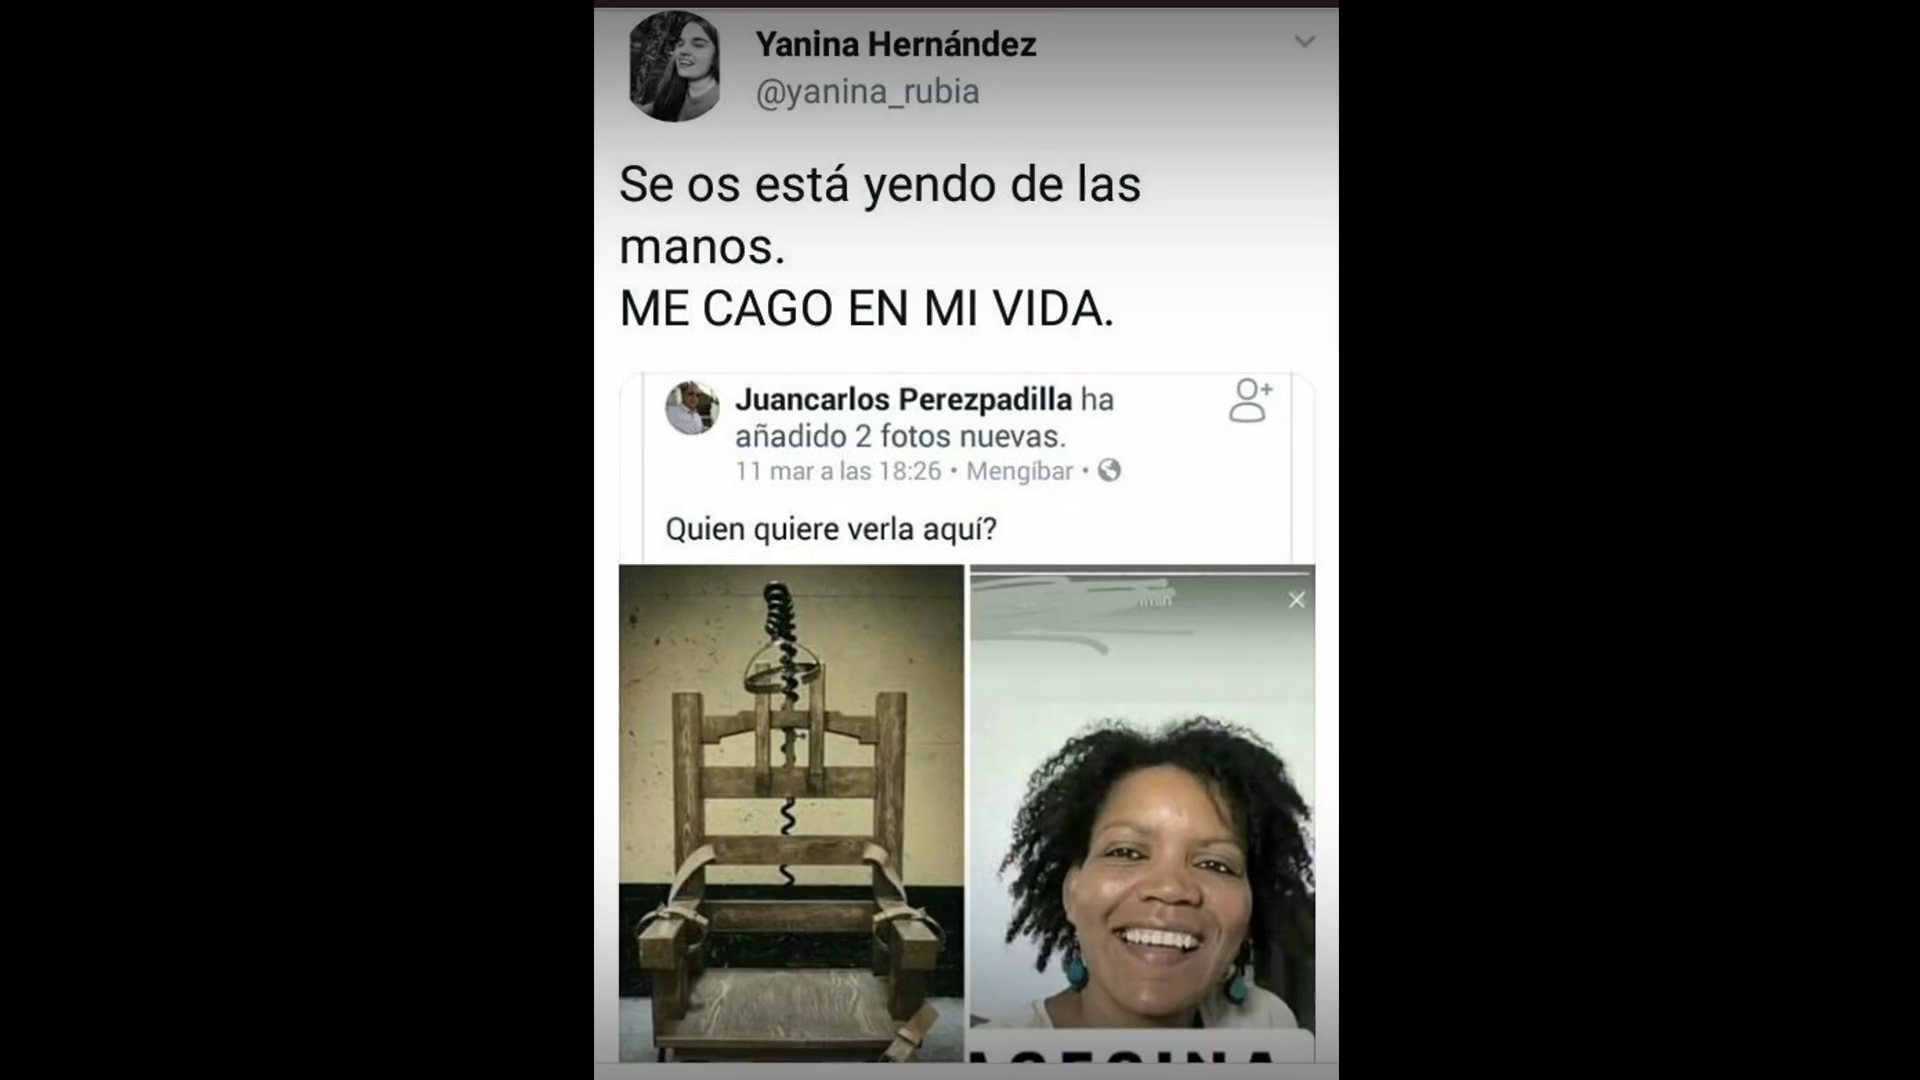 Yanina Hernández
@yanina_rubia
Se os está yendo de las
manos.
ME CAGO EN MI VIDA.
Juancarlos Perezpadilla ha
añadido 2 fotos nuevas.
11 mar a las 18:26 • Mengíbar •
Quien quiere verla aquí?
min
ASESINA